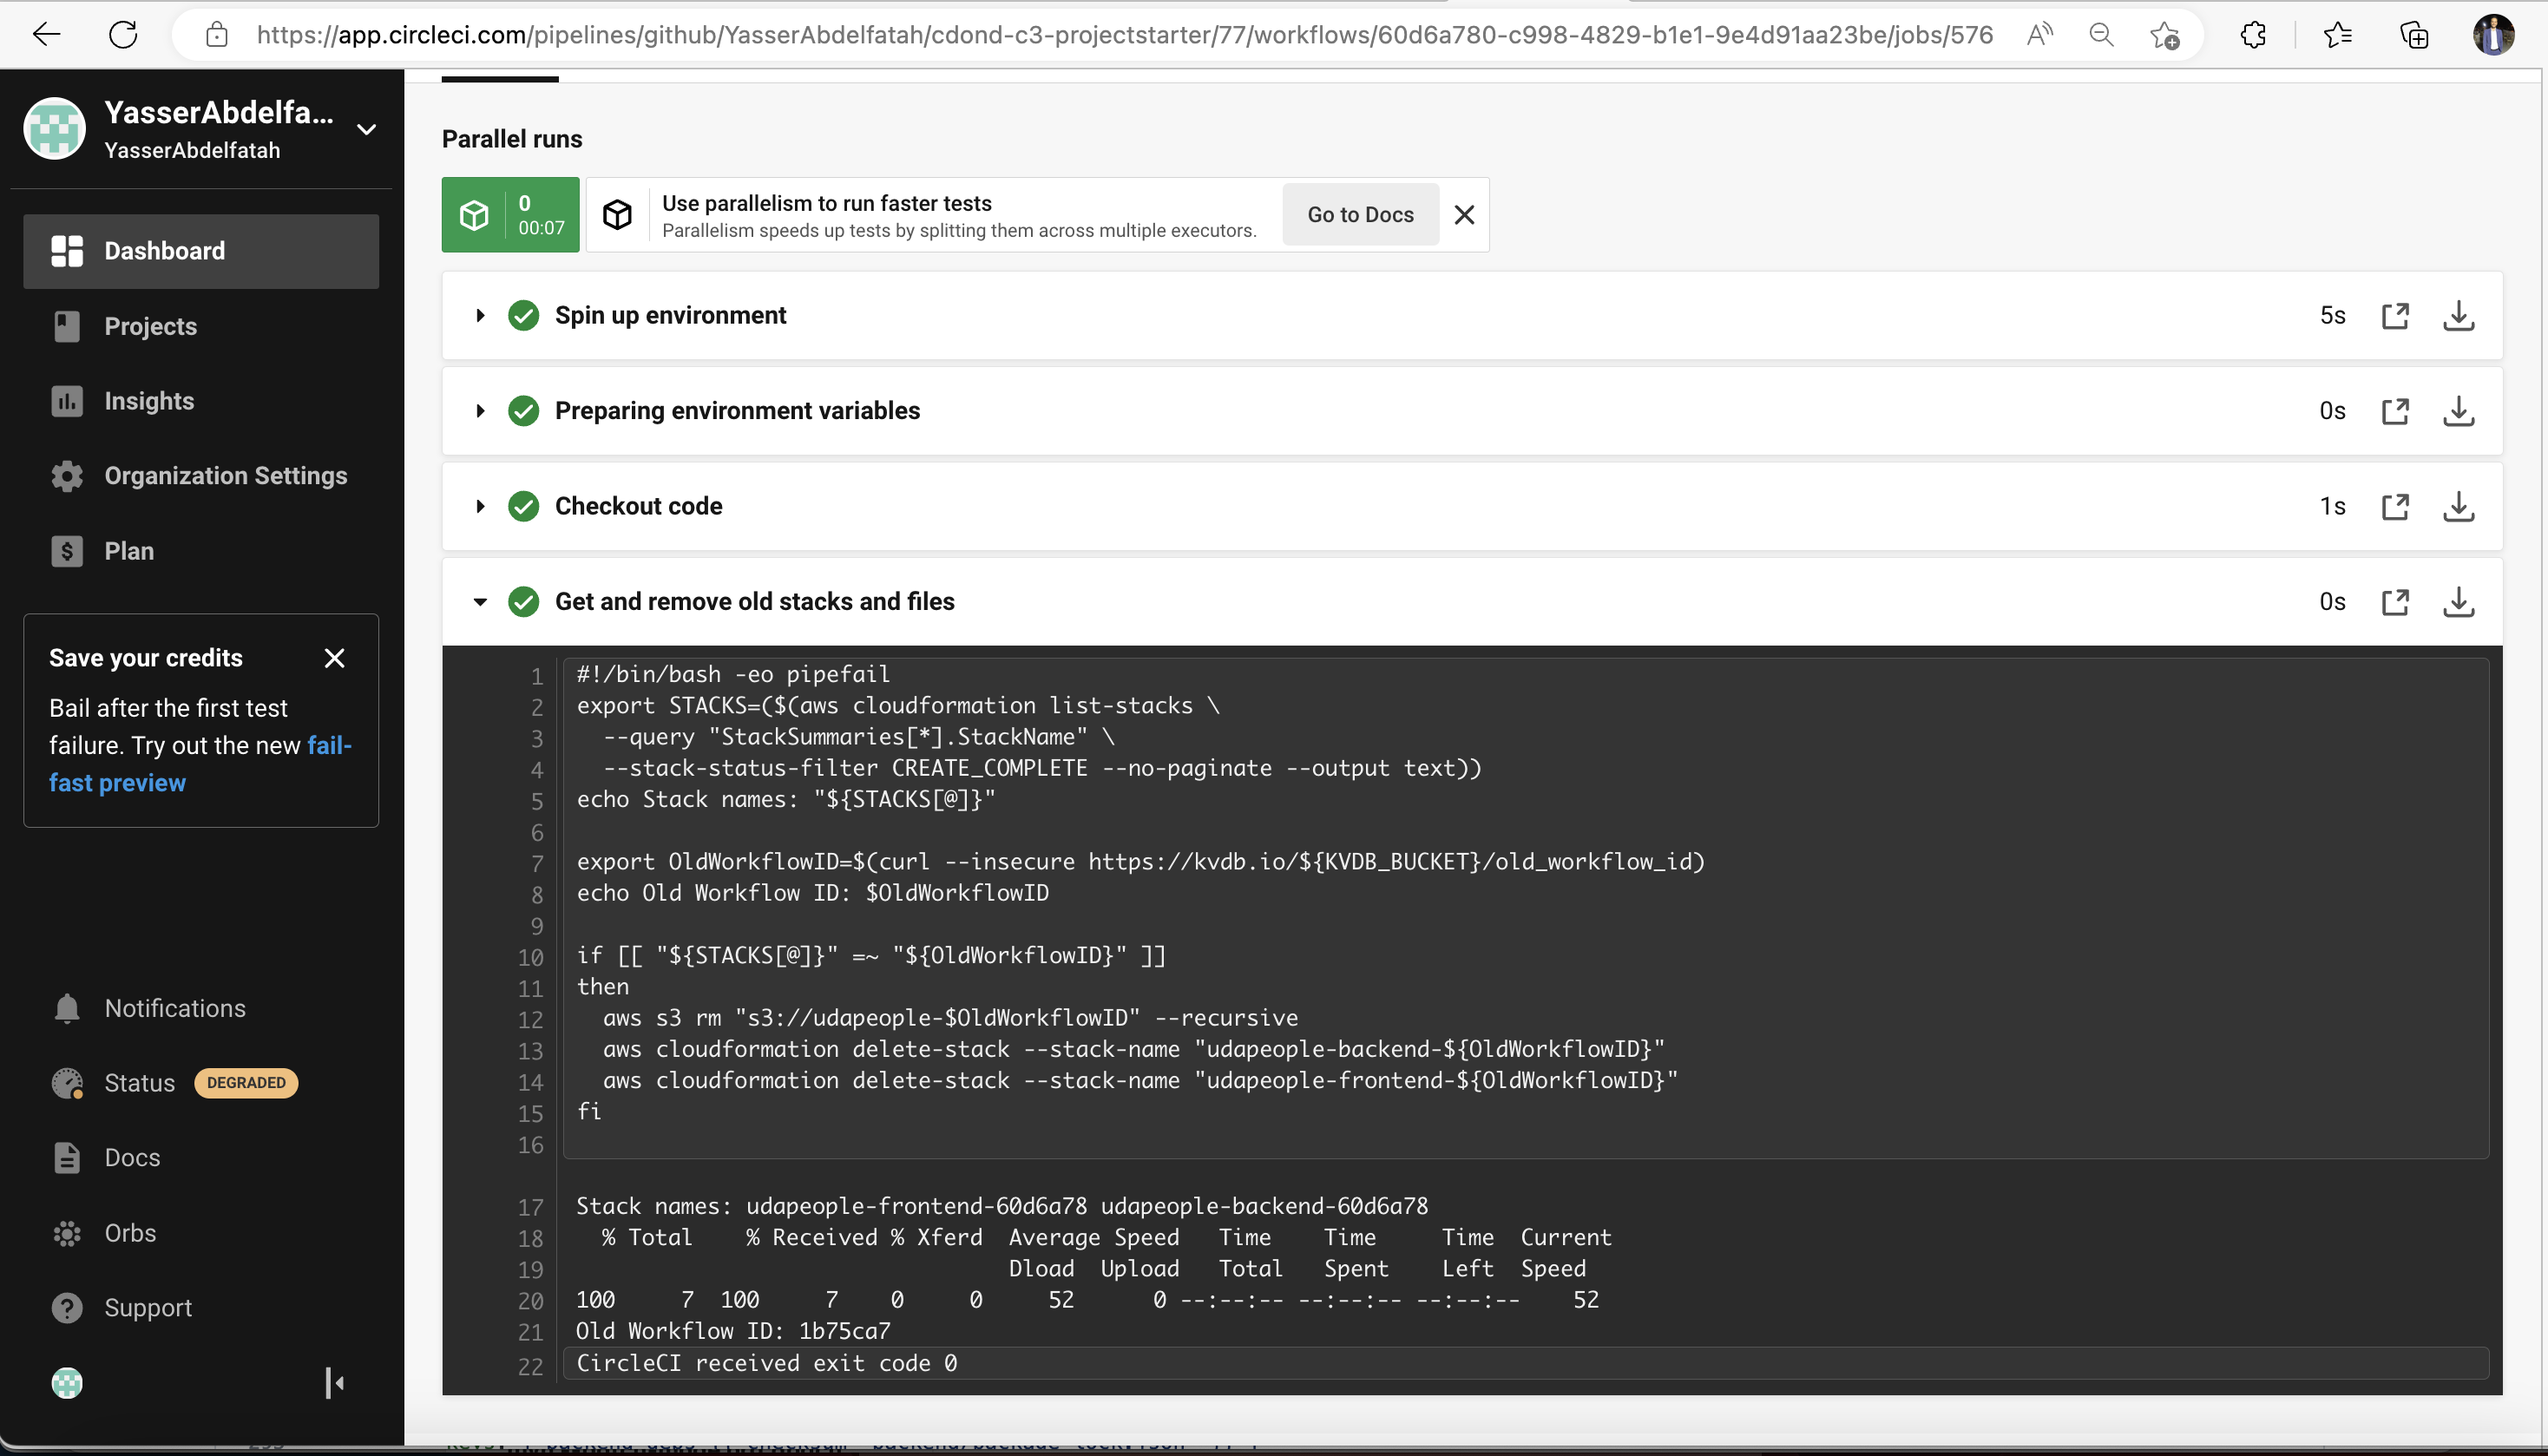 https://app.circleci.com/pipelines/github/YasserAbdelfatah/cdond-c3-projectstarter/77/workflows/60d6a780-c998-4829-b1e1-9e4d91aa23be/jobs/576
YasserAbdelfa...
YasserAbdelfatah
Dashboard
Projects
Insights
Organization Settings
Plan
Save your credits
Bail after the first test
failure. Try out the new fail-
fast preview
Notifications
Status DEGRADED
Docs
Orbs
Support
Parallel runs
0
00:07
Use parallelism to run faster tests
Parallelism speeds up tests by splitting them across multiple executors.
Go to Docs
Spin up environment 5s
Preparing environment variables 0s
Checkout code 1s
Get and remove old stacks and files 0s
1 #!/bin/bash -eo pipefail
2 export STACKS=($(aws cloudformation list-stacks \
3   --query "StackSummaries[*].StackName" \
4   --stack-status-filter CREATE_COMPLETE --no-paginate --output text))
5 echo Stack names: "${STACKS[@]}"
6
7 export OldWorkflowID=$(curl --insecure https://kvdb.io/${KVDB_BUCKET}/old_workflow_id)
8 echo Old Workflow ID: $OldWorkflowID
9
10 if [[ "${STACKS[@]}" =~ "${OldWorkflowID}" ]]
11 then
12   aws s3 rm "s3://udapeople-$OldWorkflowID" --recursive
13   aws cloudformation delete-stack --stack-name "udapeople-backend-${OldWorkflowID}"
14   aws cloudformation delete-stack --stack-name "udapeople-frontend-${OldWorkflowID}"
15 fi
16
17 Stack names: udapeople-frontend-60d6a78 udapeople-backend-60d6a78
18   % Total    % Received % Xferd  Average Speed   Time    Time     Time  Current
19                                  Dload  Upload   Total   Spent    Left  Speed
20 100     7  100     7    0     0     52      0 --:--:-- --:--:-- --:--:--    52
21 Old Workflow ID: 1b75ca7
22 CircleCI received exit code 0